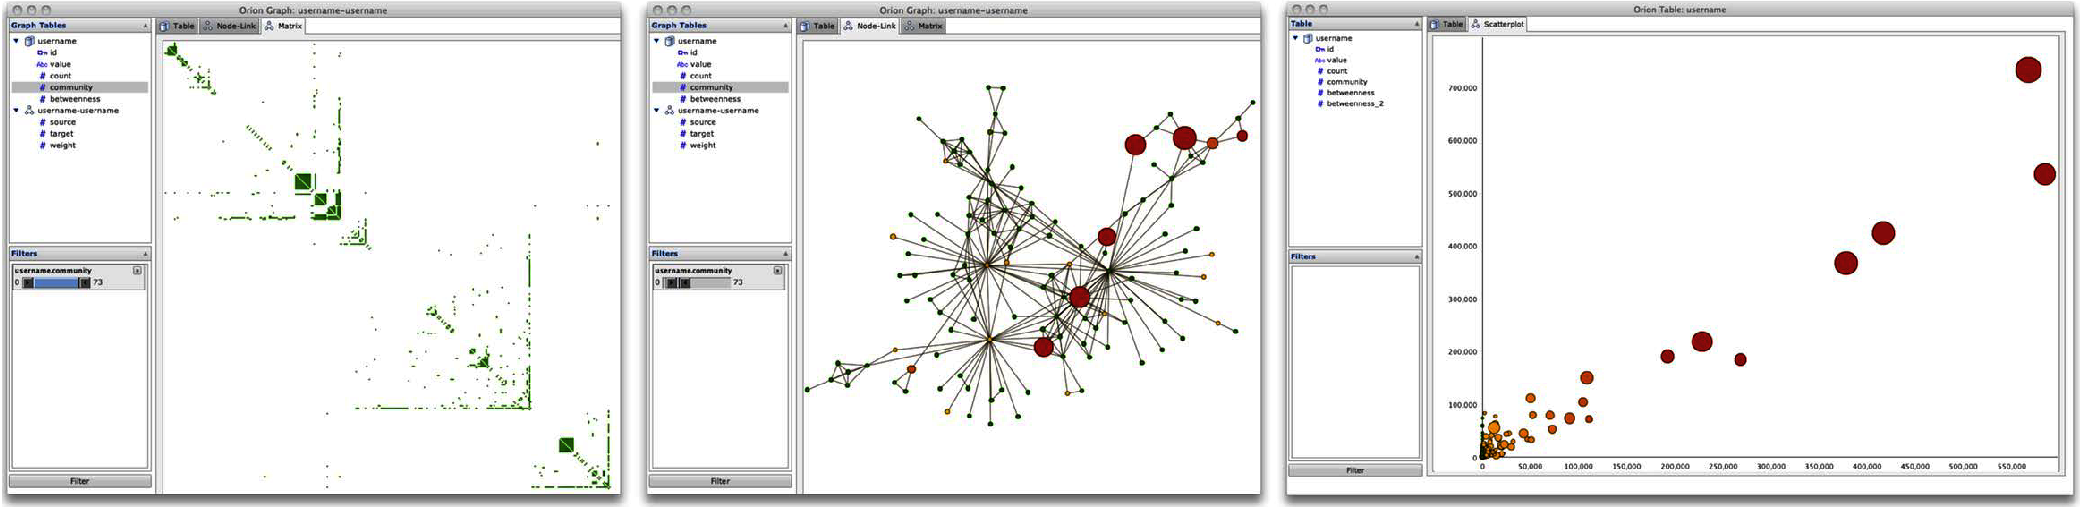 Orion Graph: username-username
Graph Tables
username
id
Abc value
# count
# community
# betweenness
username-username
# source
# target
# weight
Filters
username.community
0 73
Filter
Table Node-Link Matrix
Orion Graph: username-username
Graph Tables
username
id
Abc value
# count
# community
# betweenness
username-username
# source
# target
# weight
Filters
username.community
0 73
Filter
Table Node-Link Matrix
Orion Table: username
Table
username
id
value
# count
# community
# betweenness
# betweenness_2
Filters
Filter
Table Scatterplot
700,000
600,000
500,000
400,000
300,000
200,000
100,000
0
0 50,000 100,000 150,000 200,000 250,000 300,000 350,000 400,000 450,000 500,000 550,000